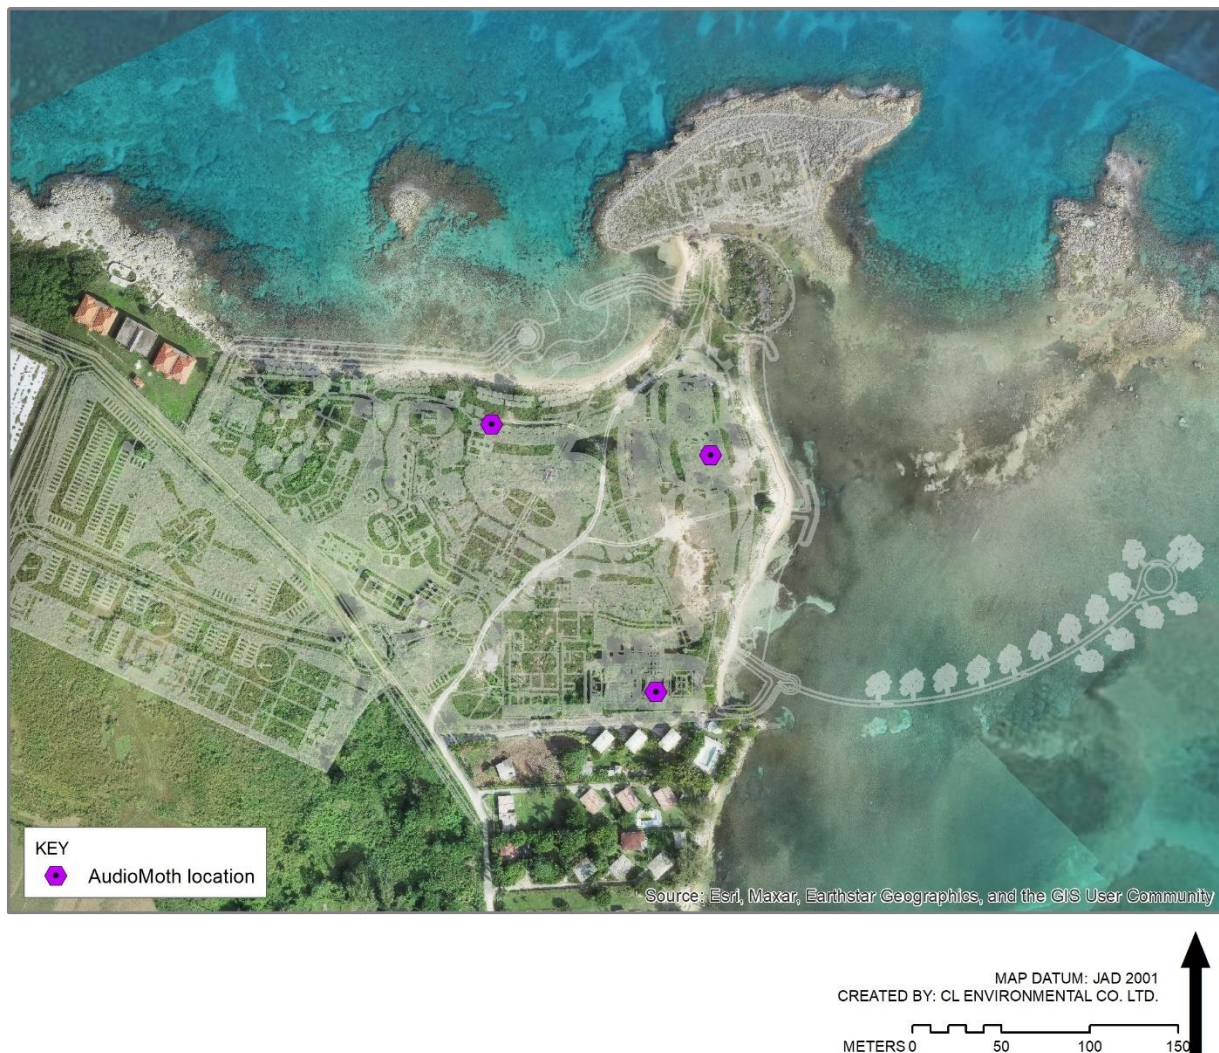 KEY
AudioMoth location
Source: Esri, Maxar, Earthstar Geographics, and the GIS User Community
MAP DATUM: JAD 2001
CREATED BY: CL ENVIRONMENTAL CO. LTD.
METERS 0 50 100 150